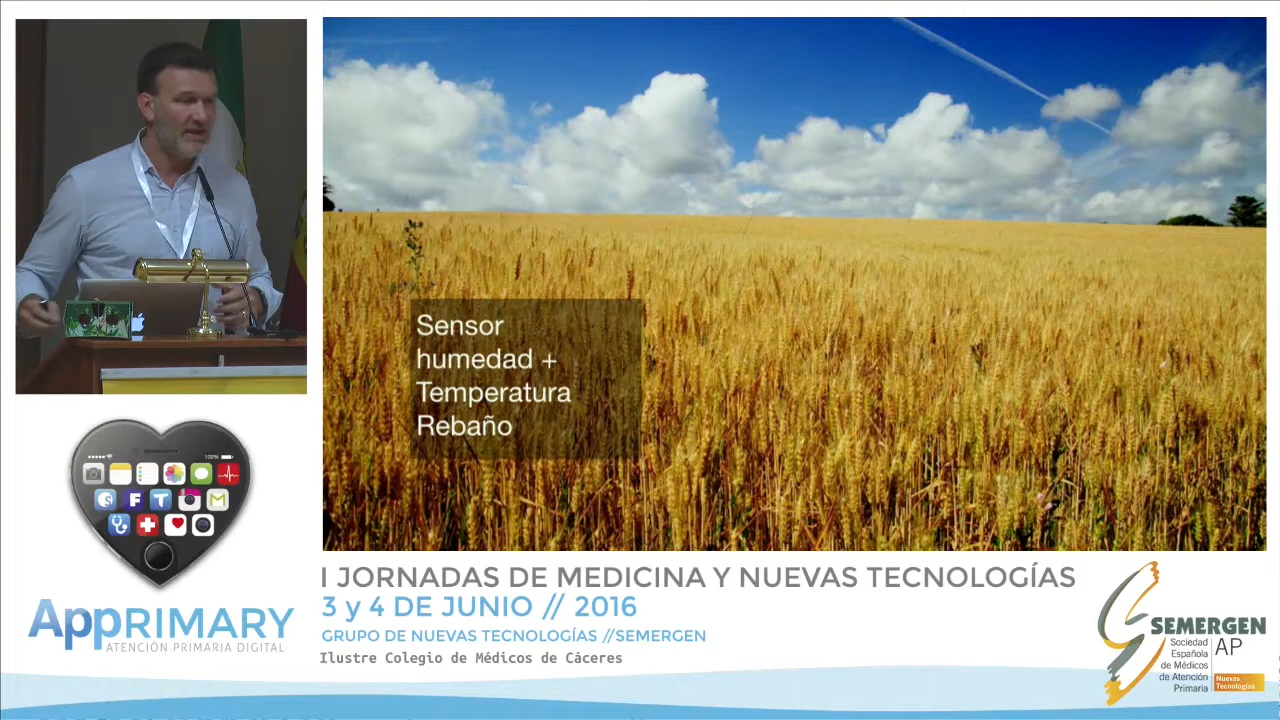 Sensor
humedad +
Temperatura
Rebaño
100%
F
T
M
AppRIMARY
ATENCIÓN PRIMARIA DIGITAL
I JORNADAS DE MEDICINA Y NUEVAS TECNOLOGÍAS
3 y 4 DE JUNIO // 2016
GRUPO DE NUEVAS TECNOLOGÍAS //SEMERGEN
Ilustre Colegio de Médicos de Cáceres
SEMERGEN
Sociedad
Española
de Médicos
de Atención
Primaria
AP
Nuevas
Tecnologías